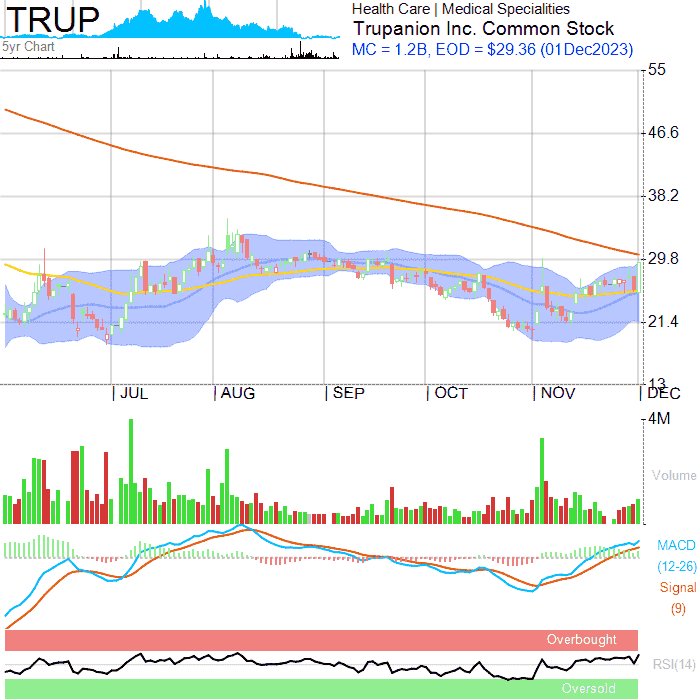 TRUP
5yr Chart
Health Care | Medical Specialities
Trupanion Inc. Common Stock
MC = 1.2B, EOD = $29.36 (01Dec2023)
55
46.6
38.2
29.8
21.4
13
JUL AUG SEP OCT NOV DEC
4M
Volume
MACD
(12-26)
Signal
(9)
Overbought
RSI(14)
Oversold